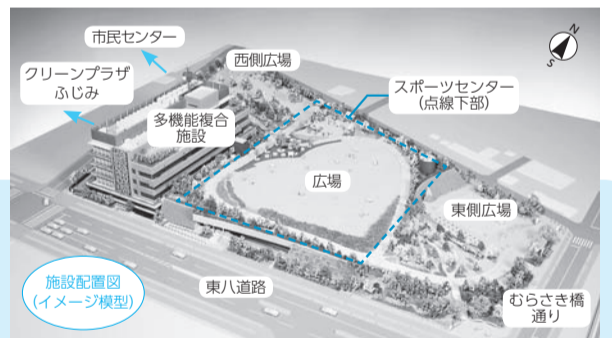 市民センター
西側広場
N
S
クリーンプラザ
ふじみ
多機能複合
施設
スポーツセンター
(点線下部)
広場
東側広場
施設配置図
(イメージ模型)
東八道路
むらさき橋
通り